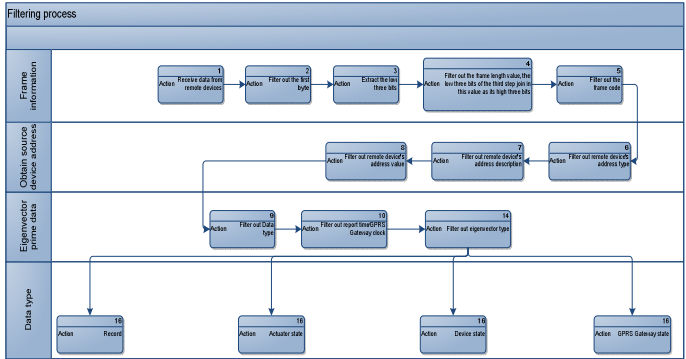 Filtering process
Frame
information
1
Action
Receive data from
remote devices
2
Action
Filter out the first
byte
3
Action
Extract the low
three bits
4
Action
Filter out the frame length value, the
low three bits of the third step join in
this value as its high three bits
5
Action
Filter out the
frame code
Obtain source
device address
8
Action
Filter out remote device's
address value
7
Action
Filter out remote device's
address description
6
Action
Filter out remote device's
address type
Eigenvector
prime data
9
Action
Filter out Data
type
10
Action
Filter out report time/GPRS
Gateway clock
14
Action
Filter out eigenvector type
Data type
16
Action
Record
16
Action
Actuater state
16
Action
Device state
16
Action
GPRS Gateway state